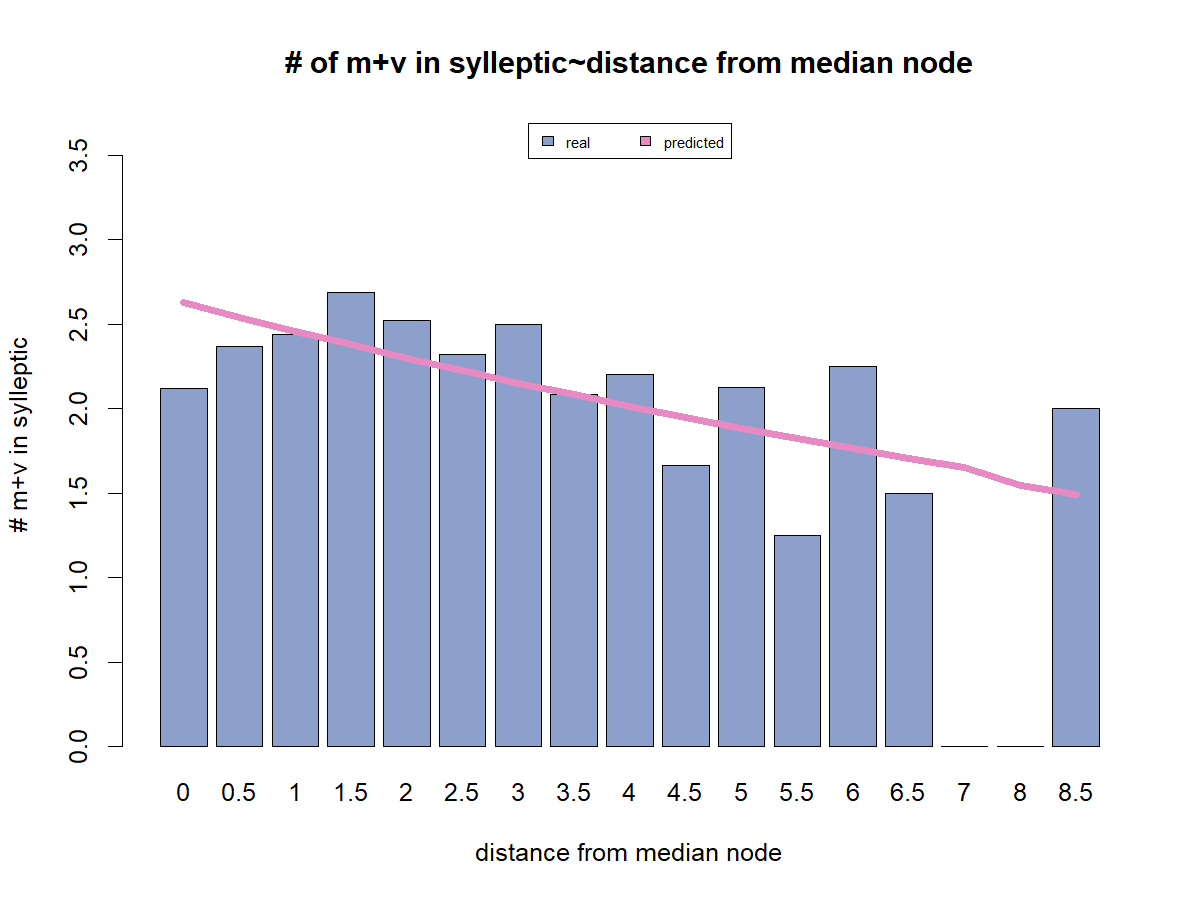 # of m+v in sylleptic~distance from median node
real predicted
# m+v in sylleptic
3.5
3.0
2.5
2.0
1.5
1.0
0.5
0.0
0 0.5 1 1.5 2 2.5 3 3.5 4 4.5 5 5.5 6 6.5 7 8 8.5
distance from median node